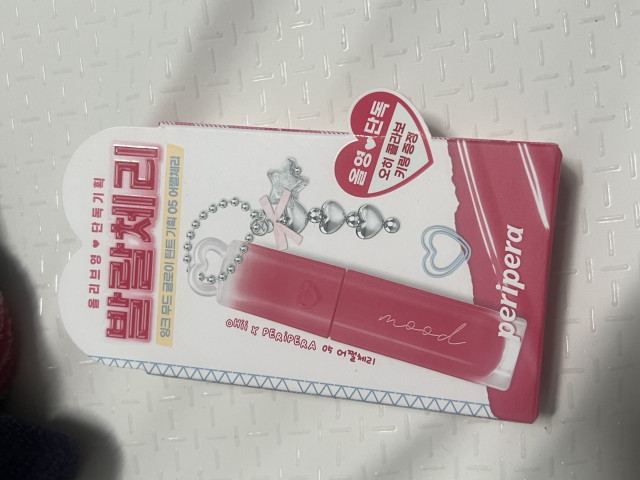 올리브영 ♥ 단독기획
발랄체리
잉크 무드 글로이 틴트 기획 05 어쩔체리
올영♥단독
오히 콜라보
키링 증정
peripera
mood
OHii X PERiPERA 05 어쩔체리